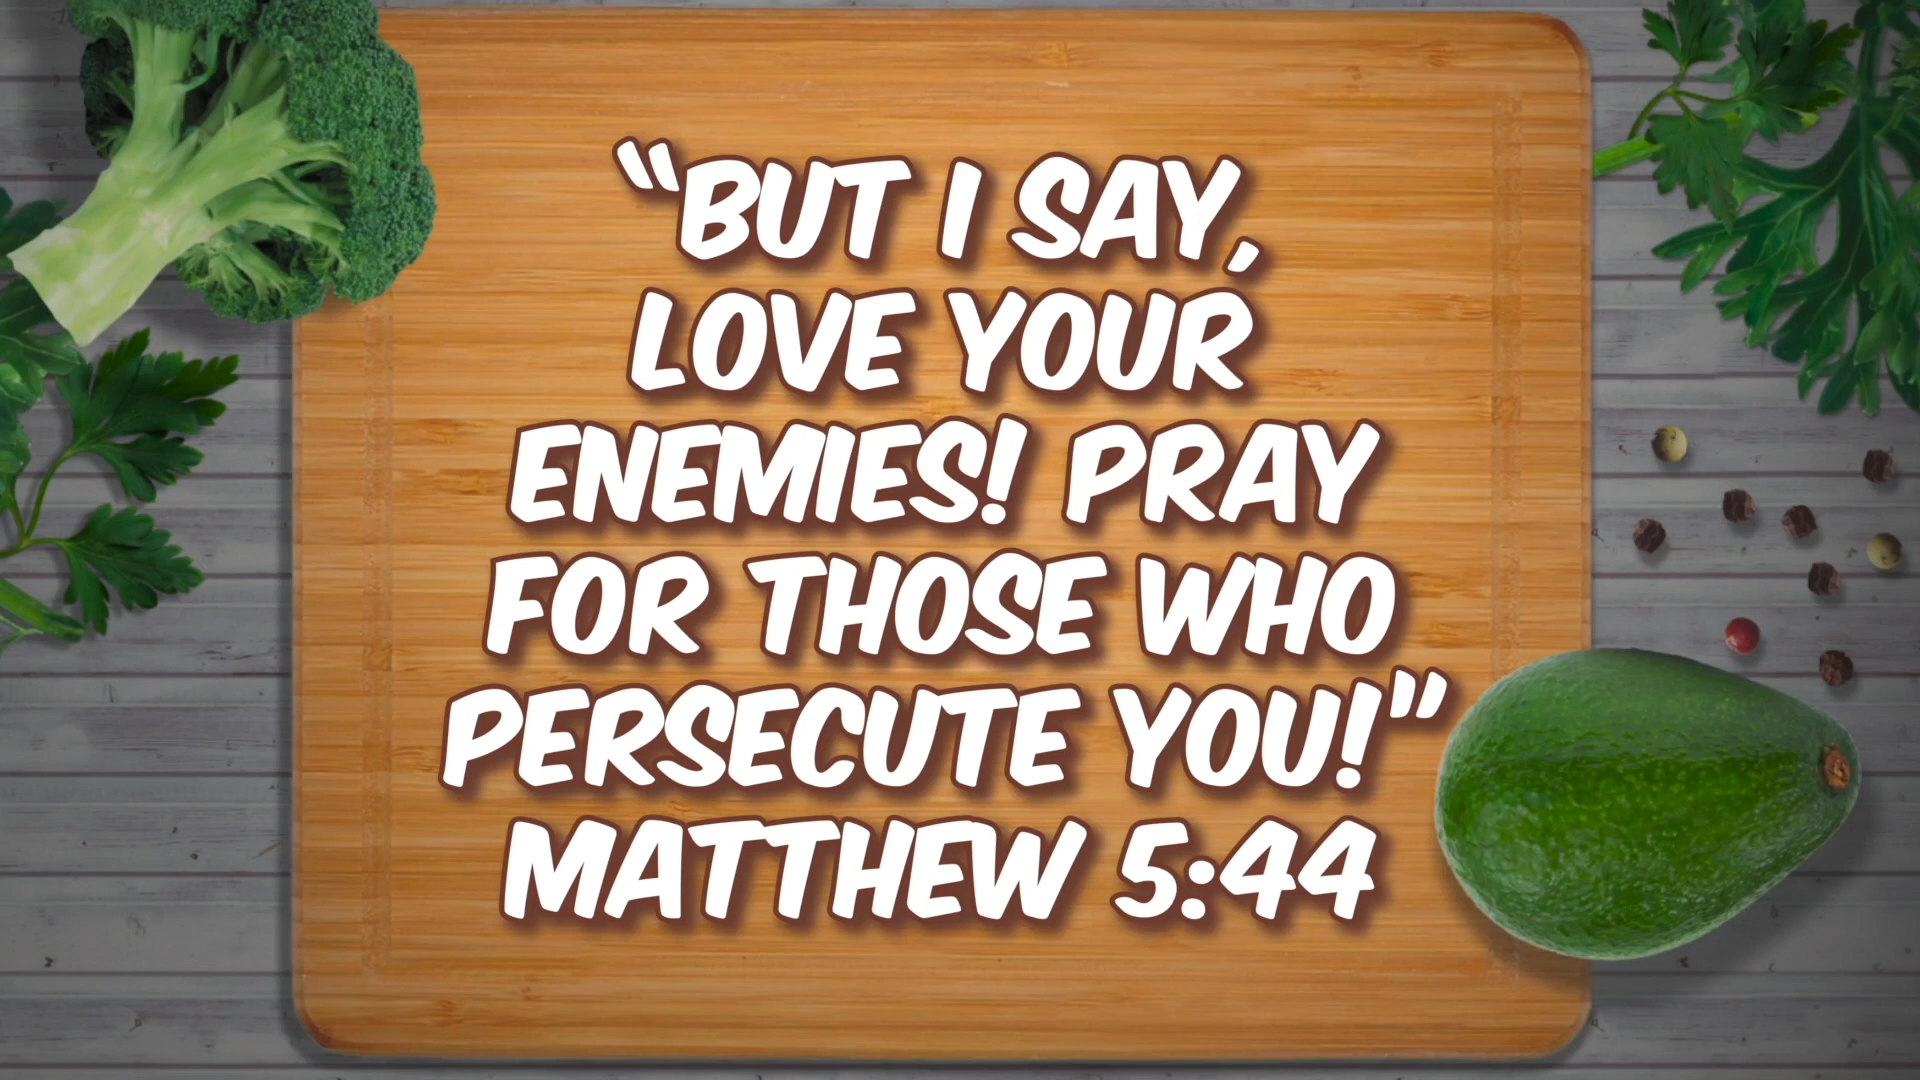 “BUT I SAY,
LOVE YOUR
ENEMIES! PRAY
FOR THOSE WHO
PERSECUTE YOU!”
MATTHEW 5:44